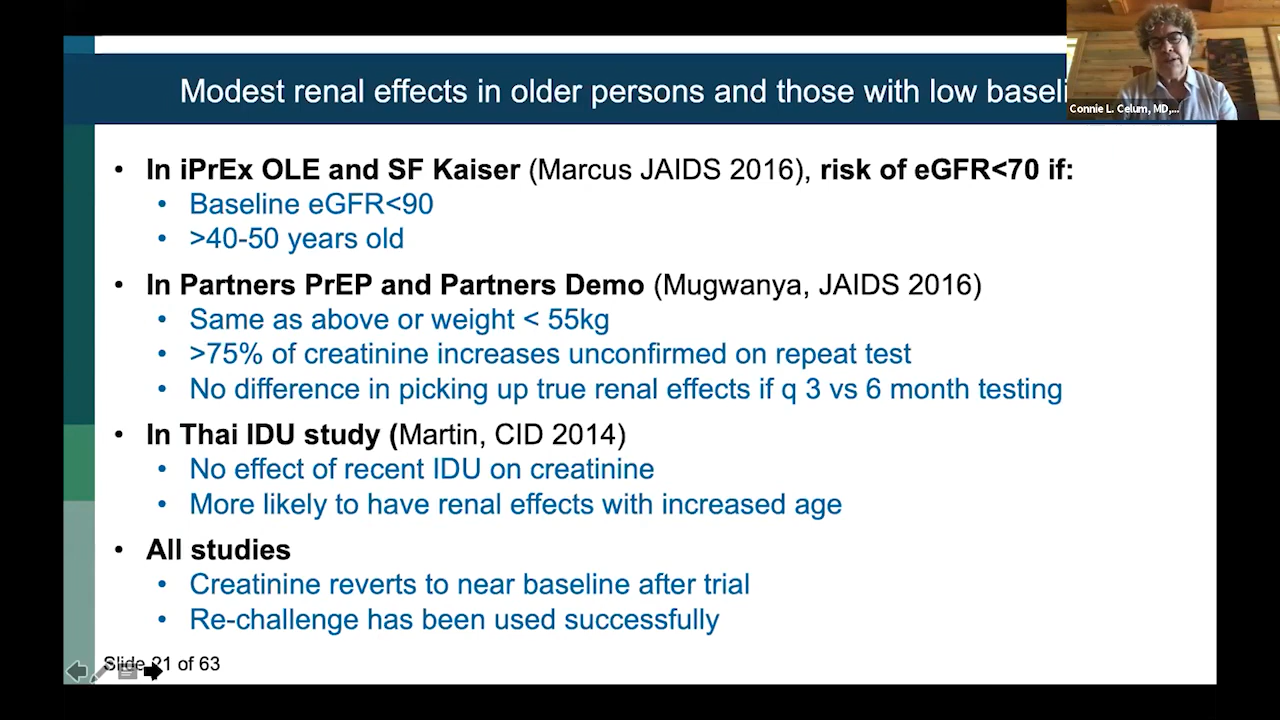 Modest renal effects in older persons and those with low baseli
Connie L. Celum, MD,...
• In iPrEx OLE and SF Kaiser (Marcus JAIDS 2016), risk of eGFR<70 if:
• Baseline eGFR<90
• >40-50 years old
• In Partners PrEP and Partners Demo (Mugwanya, JAIDS 2016)
• Same as above or weight < 55kg
• >75% of creatinine increases unconfirmed on repeat test
• No difference in picking up true renal effects if q 3 vs 6 month testing
• In Thai IDU study (Martin, CID 2014)
• No effect of recent IDU on creatinine
• More likely to have renal effects with increased age
• All studies
• Creatinine reverts to near baseline after trial
• Re-challenge has been used successfully
Slide 21 of 63